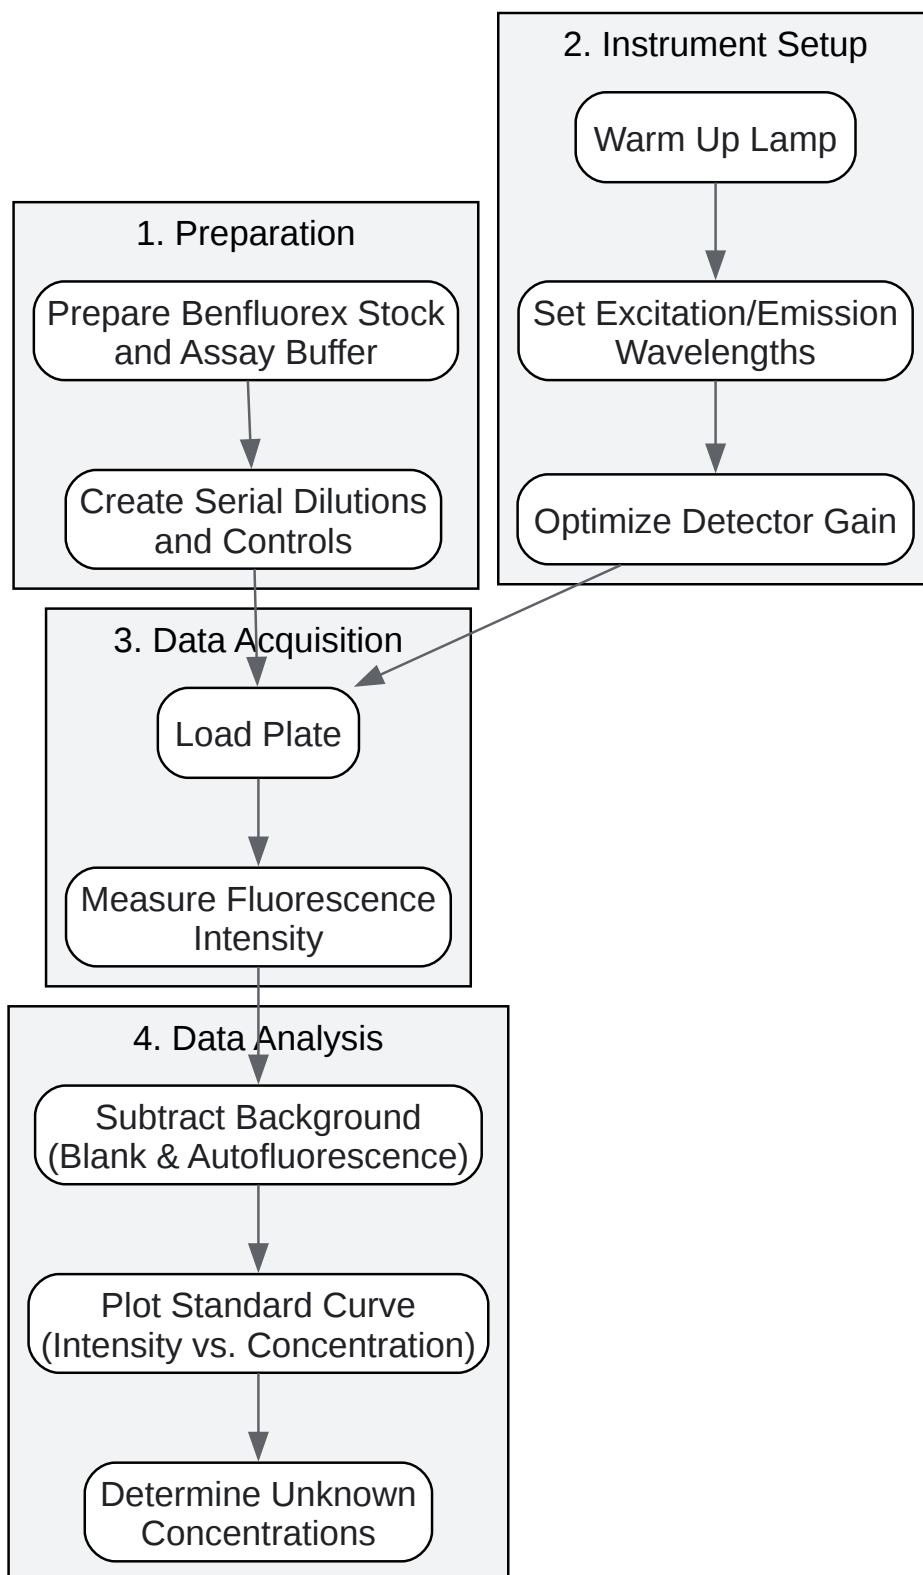 1. Preparation
Prepare Benfluorex Stock
and Assay Buffer
Create Serial Dilutions
and Controls
2. Instrument Setup
Warm Up Lamp
Set Excitation/Emission
Wavelengths
Optimize Detector Gain
3. Data Acquisition
Load Plate
Measure Fluorescence
Intensity
4. Data Analysis
Subtract Background
(Blank & Autofluorescence)
Plot Standard Curve
(Intensity vs. Concentration)
Determine Unknown
Concentrations